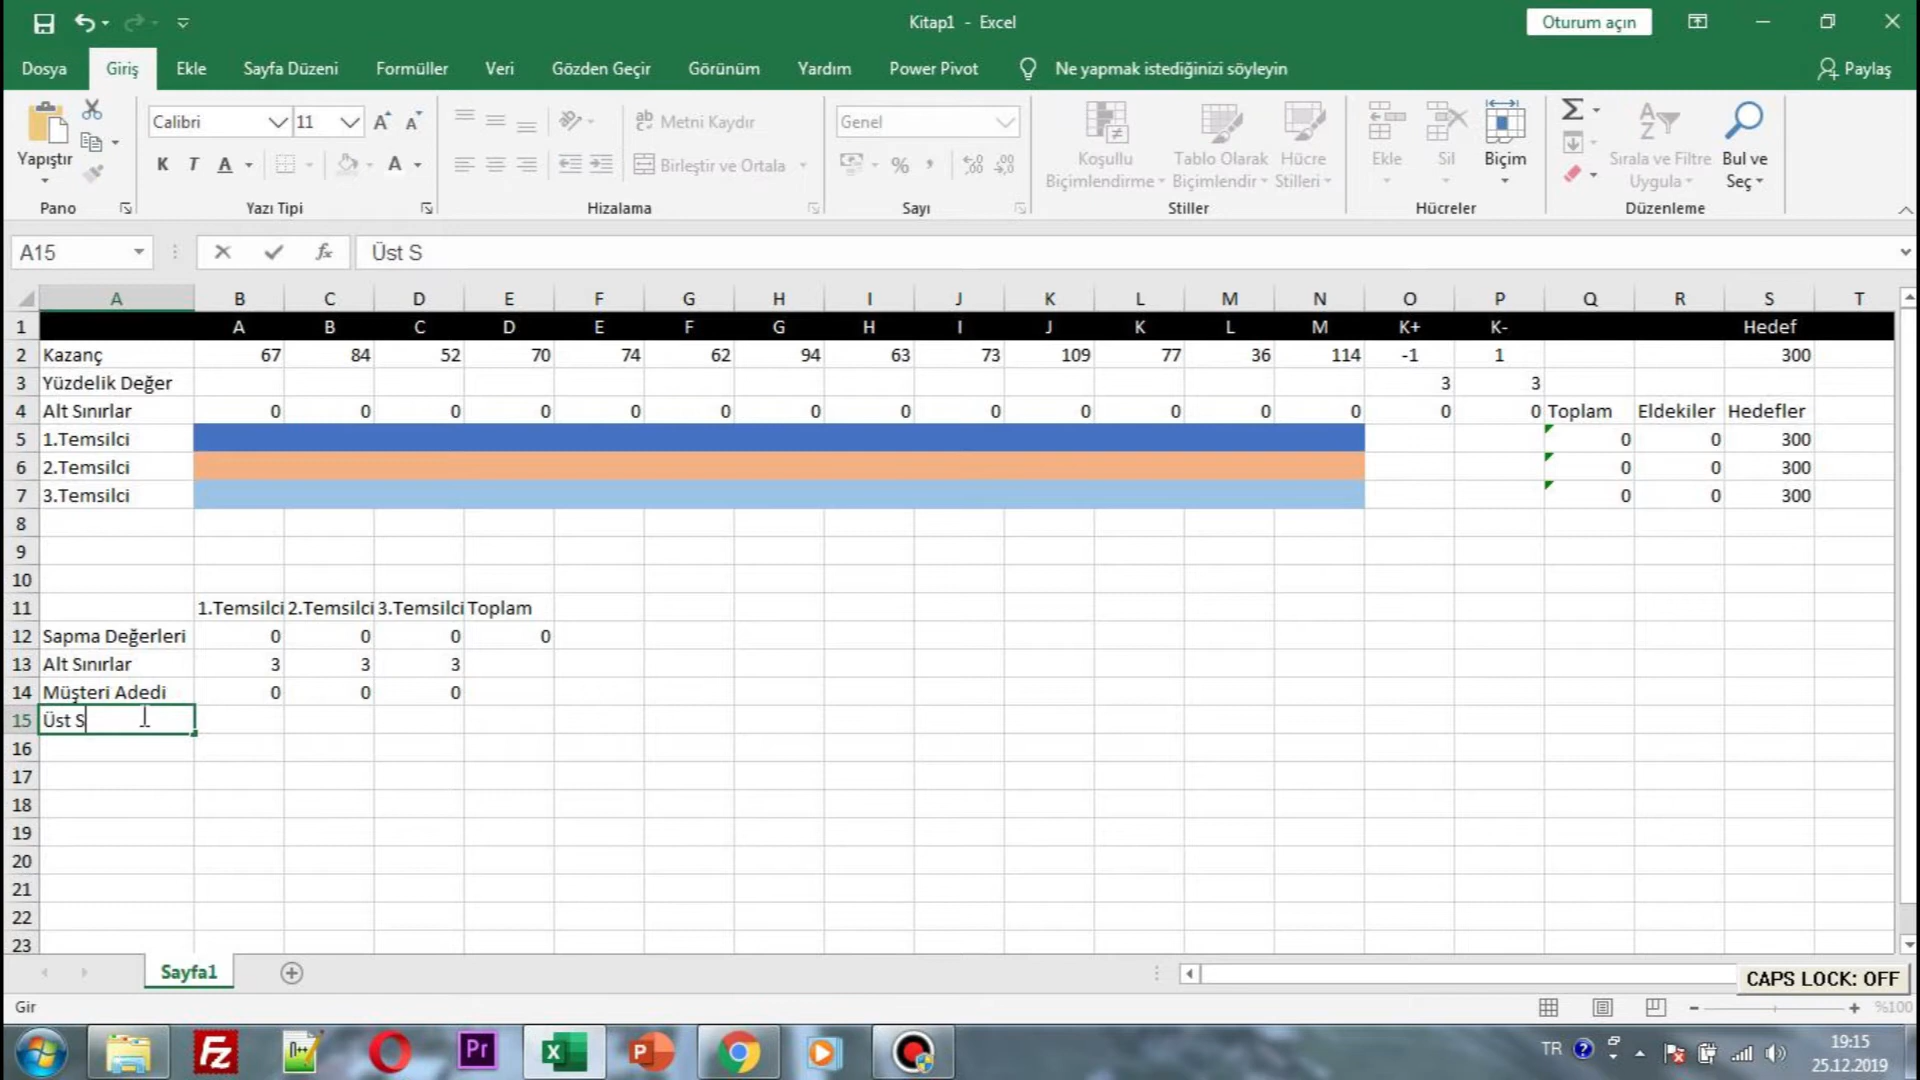 Kitap1 - Excel
Oturum açın
Dosya Giriş Ekle Sayfa Düzeni Formüller Veri Gözden Geçir Görünüm Yardım Power Pivot Ne yapmak istediğinizi söyleyin Paylaş
Yapıştır
Calibri 11
K T A A
Metni Kaydır
Birleştir ve Ortala
Genel
%
Koşullu Biçimlendirme
Tablo Olarak Biçimlendir
Hücre Stilleri
Ekle Sil Biçim
Sırala ve Filtre Uygula
Bul ve Seç
Pano Yazı Tipi Hizalama Sayı Stiller Hücreler Düzenleme
A15 fx Üst S
A B C D E F G H I J K L M N O P Q R S T
1 A B C D E F G H I J K L M K+ K- Hedef
2 Kazanç 67 84 52 70 74 62 94 63 73 109 77 36 114 -1 1 300
3 Yüzdelik Değer 3 3
4 Alt Sınırlar 0 0 0 0 0 0 0 0 0 0 0 0 0 0 0 Toplam Eldekiler Hedefler
5 1.Temsilci 0 0 300
6 2.Temsilci 0 0 300
7 3.Temsilci 0 0 300
8
9
10
11 1.Temsilci 2.Temsilci 3.Temsilci Toplam
12 Sapma Değerleri 0 0 0 0
13 Alt Sınırlar 3 3 3
14 Müşteri Adedi 0 0 0
15 Üst S
16
17
18
19
20
21
22
23
Sayfa1
CAPS LOCK: OFF
Gir %100
Fz n++ Pr X P TR 19:15
25.12.2019